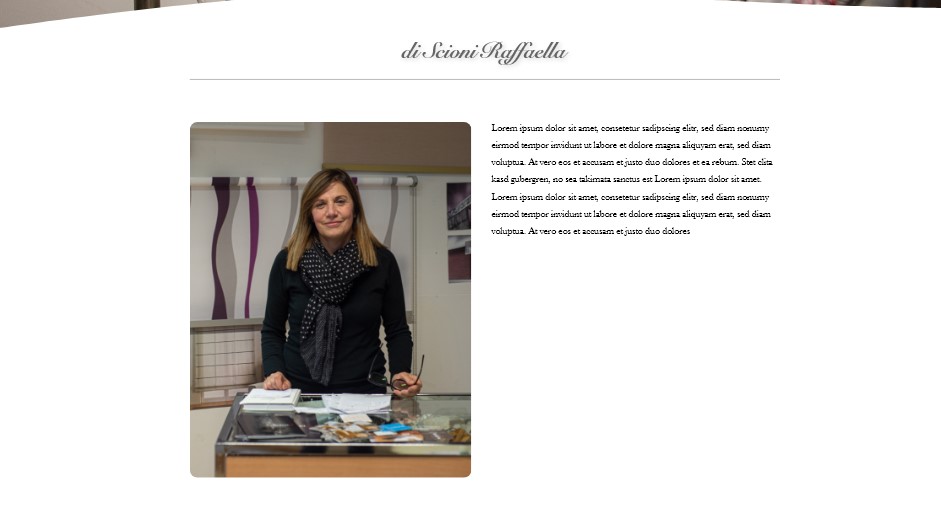 di Scioni Raffaella
Lorem ipsum dolor sit amet, consetetur sadipscing elitr, sed diam nonumy
eirmod tempor invidunt ut labore et dolore magna aliquyam erat, sed diam
voluptua. At vero eos et accusam et justo duo dolores et ea rebum. Stet clita
kasd gubergren, no sea takimata sanctus est Lorem ipsum dolor sit amet.
Lorem ipsum dolor sit amet, consetetur sadipscing elitr, sed diam nonumy
eirmod tempor invidunt ut labore et dolore magna aliquyam erat, sed diam
voluptua. At vero eos et accusam et justo duo dolores